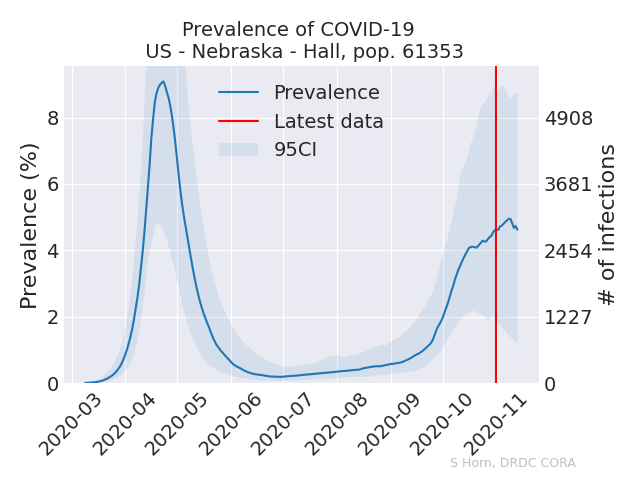 Prevalence of COVID-19
US - Nebraska - Hall, pop. 61353
Prevalence (%)
8
6
4
2
0
Prevalence
Latest data
95CI
4908
3681
2454
1227
0
# of infections
2020-03
2020-04
2020-05
2020-06
2020-07
2020-08
2020-09
2020-10
2020-11
S Horn, DRDC CORA